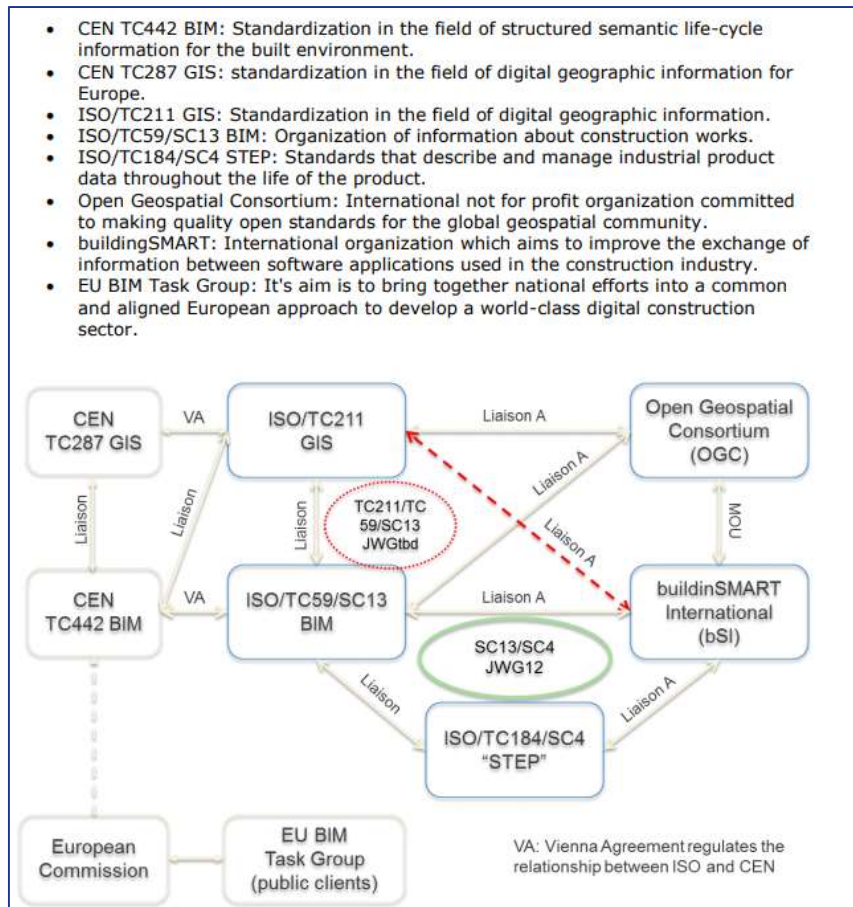 • CEN TC442 BIM: Standardization in the field of structured semantic life-cycle
information for the built environment.
• CEN TC287 GIS: standardization in the field of digital geographic information for
Europe.
• ISO/TC211 GIS: Standardization in the field of digital geographic information.
• ISO/TC59/SC13 BIM: Organization of information about construction works.
• ISO/TC184/SC4 STEP: Standards that describe and manage industrial product
data throughout the life of the product.
• Open Geospatial Consortium: International not for profit organization committed
to making quality open standards for the global geospatial community.
• buildingSMART: International organization which aims to improve the exchange of
information between software applications used in the construction industry.
• EU BIM Task Group: It's aim is to bring together national efforts into a common
and aligned European approach to develop a world-class digital construction
sector.
CEN
TC287 GIS
VA
ISO/TC211
GIS
Liaison A
Open Geospatial
Consortium
(OGC)
Liaison
Liaison
Liaison
TC211/TC
59/SC13
JWGtbd
Liaison A
Liaison A
MOU
CEN
TC442 BIM
VA
ISO/TC59/SC13
BIM
Liaison A
buildinSMART
International
(bSI)
SC13/SC4
JWG12
Liaison
Liaison A
ISO/TC184/SC4
“STEP”
European
Commission
EU BIM
Task Group
(public clients)
VA: Vienna Agreement regulates the
relationship between ISO and CEN